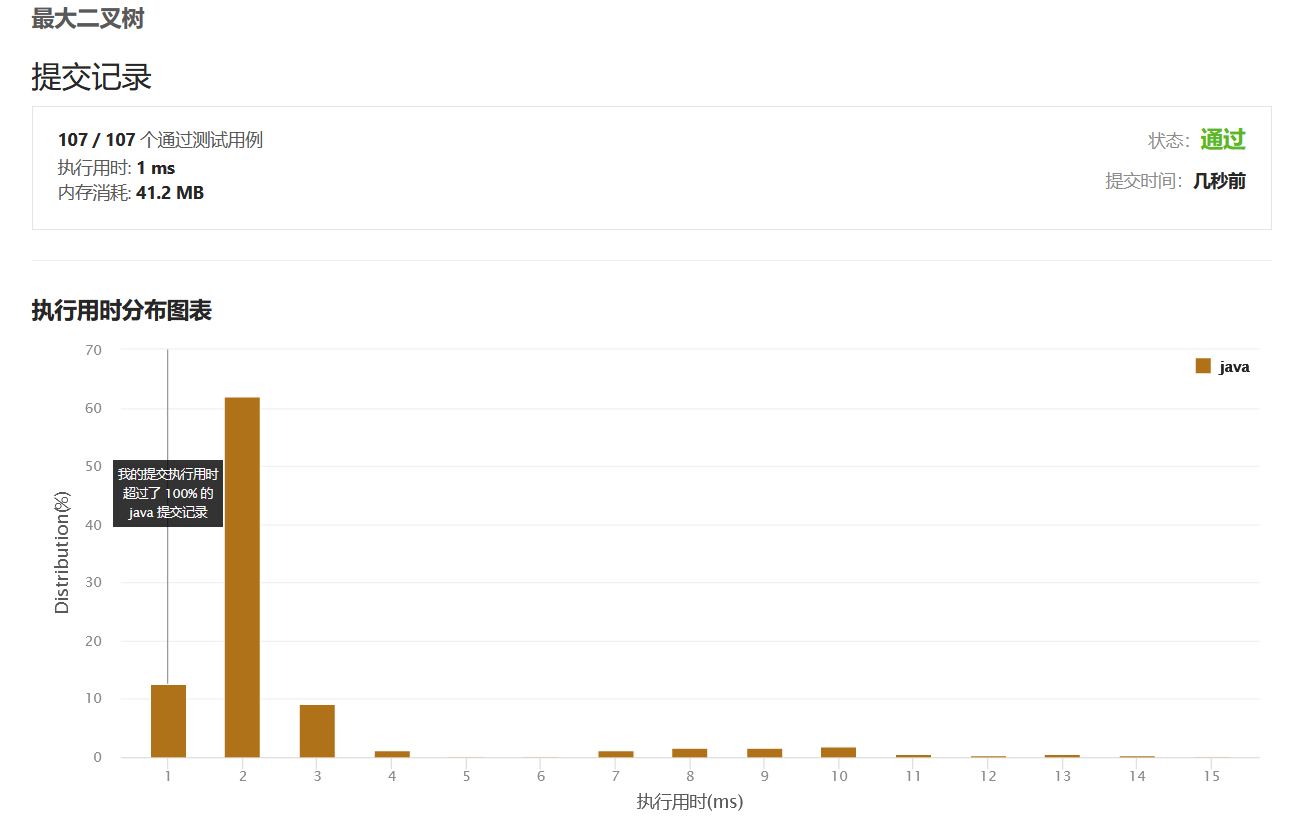 最大二叉树
提交记录
107 / 107 个通过测试用例
状态：通过
执行用时: 1 ms
提交时间：几秒前
内存消耗: 41.2 MB
执行用时分布图表
java
70
60
50
40
30
20
10
0
Distribution(%)
我的提交执行用时
超过了 100% 的
java 提交记录
1 2 3 4 5 6 7 8 9 10 11 12 13 14 15
执行用时(ms)